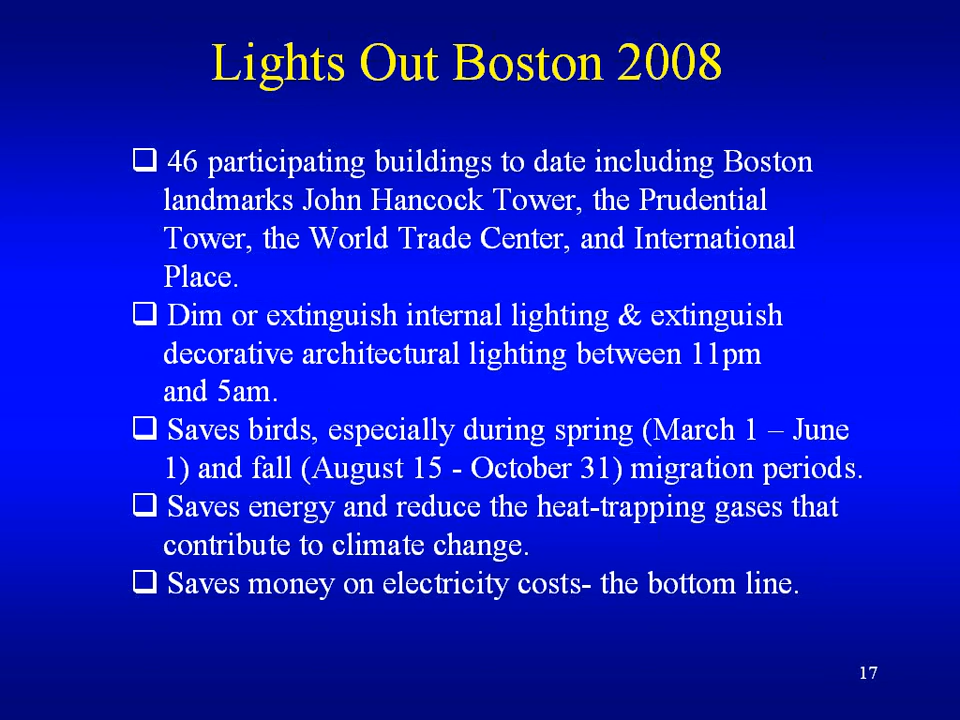 Lights Out Boston 2008
❑ 46 participating buildings to date including Boston
landmarks John Hancock Tower, the Prudential
Tower, the World Trade Center, and International
Place.
❑ Dim or extinguish internal lighting & extinguish
decorative architectural lighting between 11pm
and 5am.
❑ Saves birds, especially during spring (March 1 – June
1) and fall (August 15 - October 31) migration periods.
❑ Saves energy and reduce the heat-trapping gases that
contribute to climate change.
❑ Saves money on electricity costs- the bottom line.
17